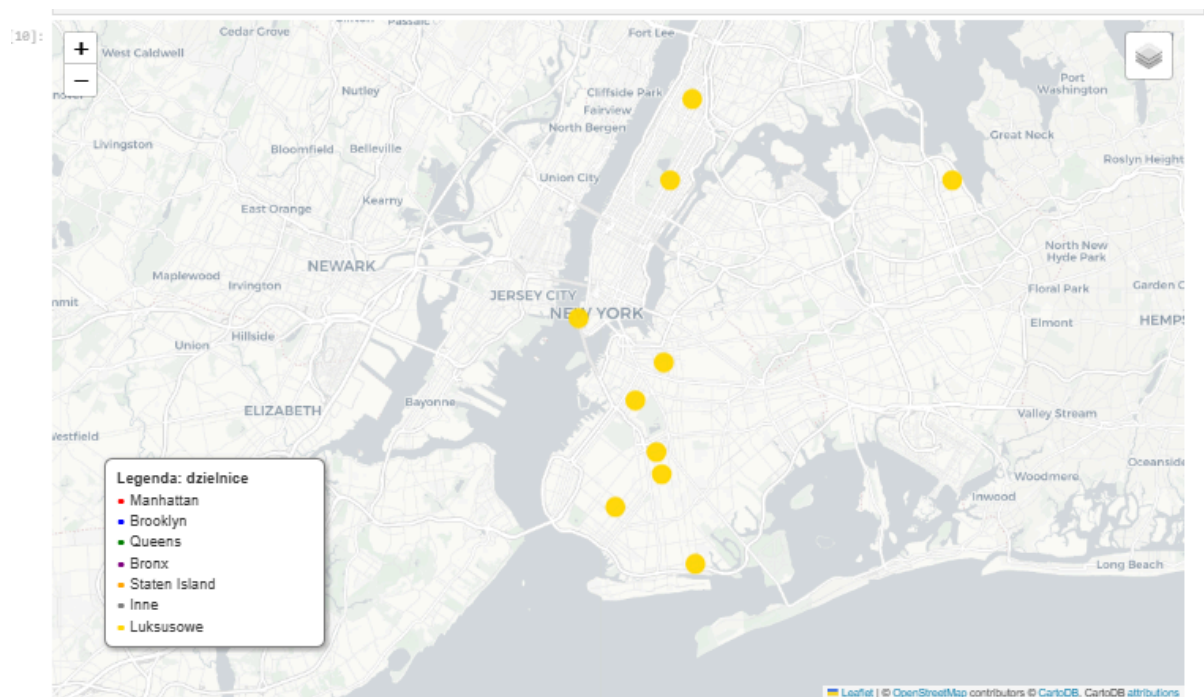 [10]:
+
−
Cedar Grove
Passaic
Fort Lee
West Caldwell
Port
Washington
Nutley
Cliffside Park
Fairview
North Bergen
Great Neck
Livingston
Bloomfield
Belleville
Roslyn Height
Union City
Kearny
East Orange
NEWARK
North New
Hyde Park
Maplewood
Irvington
JERSEY CITY
NEW YORK
Floral Park
Garden C
mmit
Hillside
Union
Elmont
HEMPS
Bayonne
ELIZABETH
Valley Stream
Westfield
Oceanside
Woodmere
Inwood
Long Beach
Legenda: dzielnice
Manhattan
Brooklyn
Queens
Bronx
Staten Island
Inne
Luksusowe
Leaflet | © OpenStreetMap contributors © CartoDB, CartoDB attributions